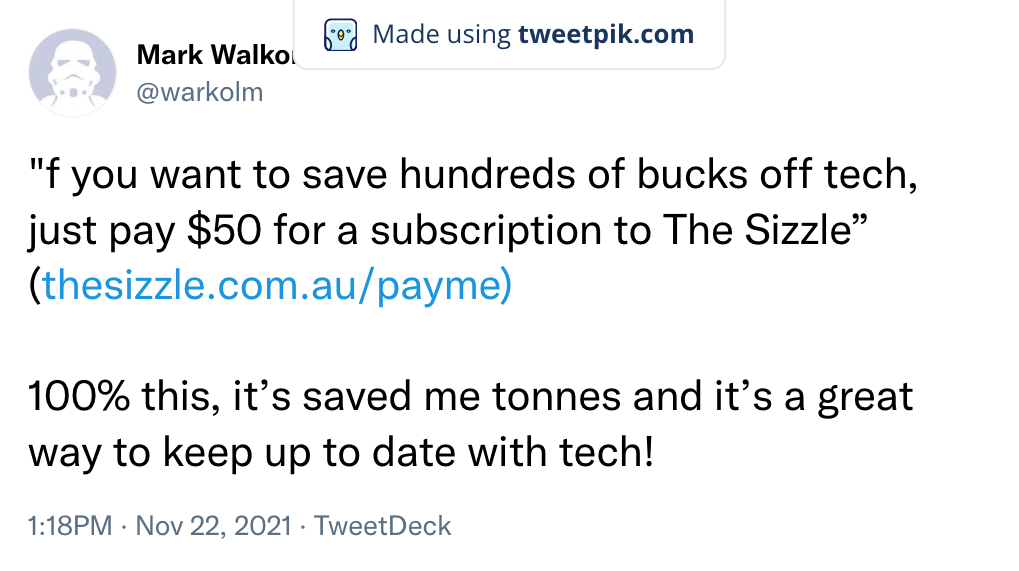 Made using tweetpik.com
Mark
@warkolm
"f you want to save hundreds of bucks off tech,
just pay $50 for a subscription to The Sizzle”
(thesizzle.com.au/payme)
100% this, it’s saved me tonnes and it’s a great
way to keep up to date with tech!
1:18PM · Nov 22, 2021 · TweetDeck